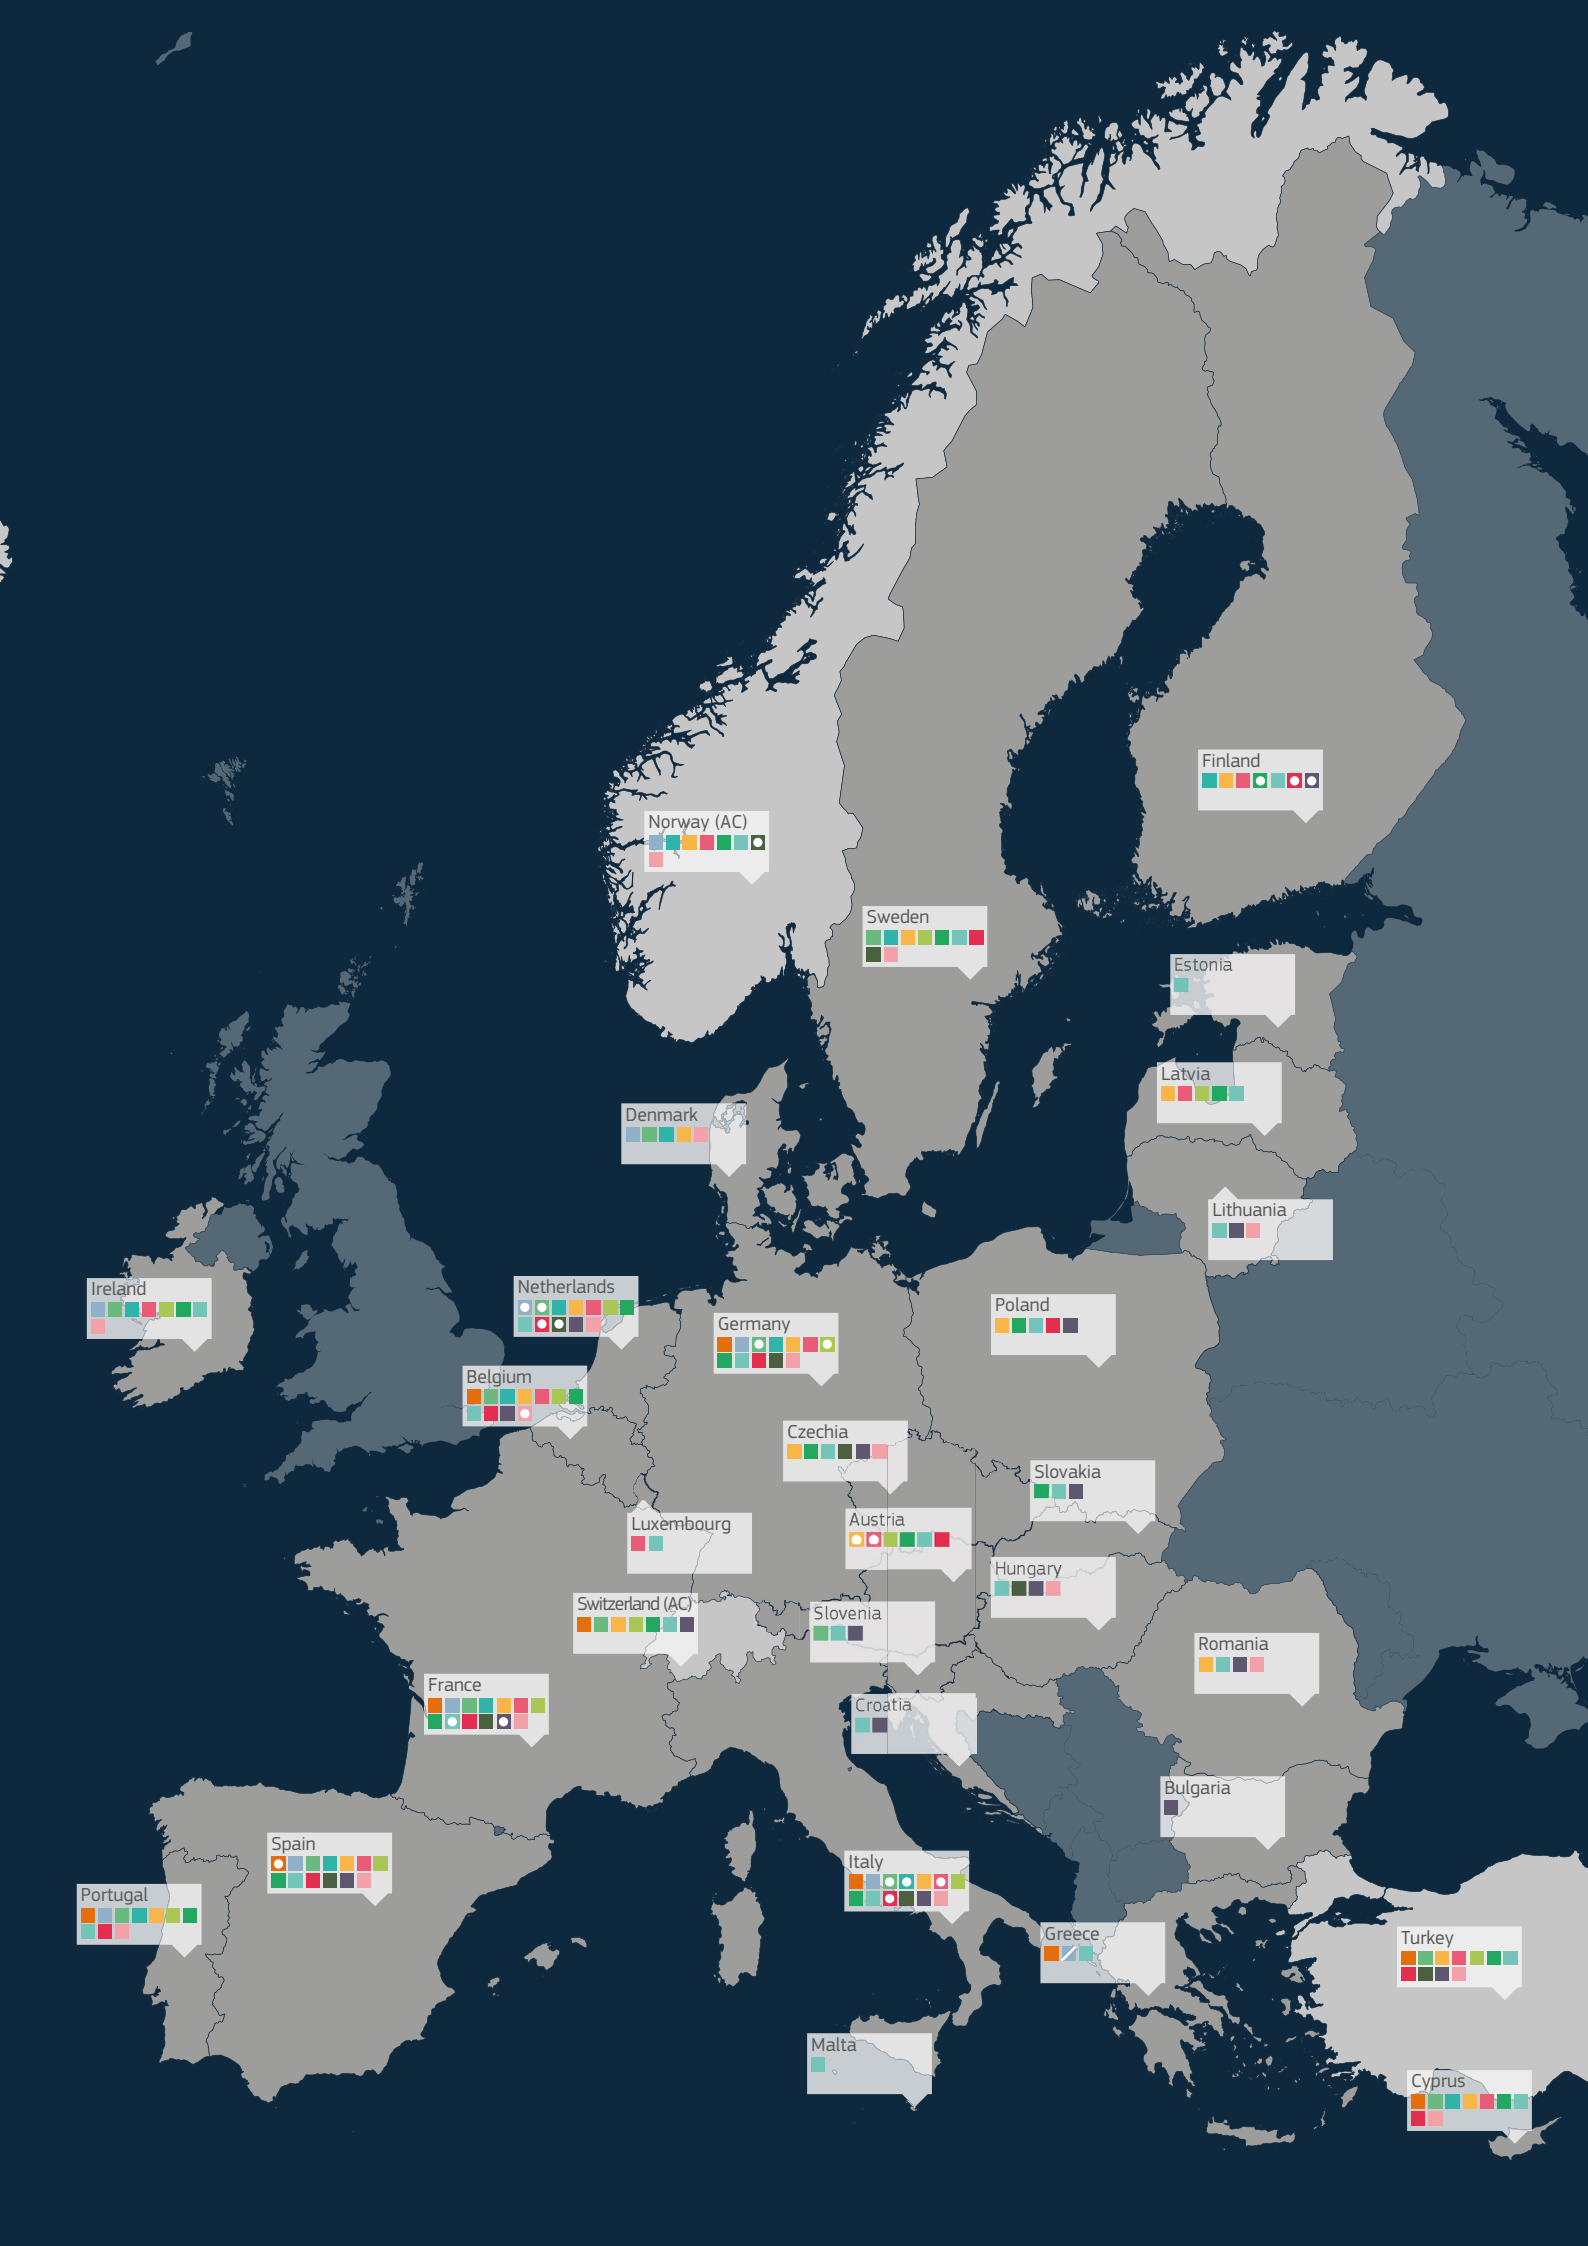 Finland
Norway (AC)
Sweden
Estonia
Latvia
Denmark
Lithuania
Ireland
Netherlands
Poland
Germany
Belgium
Czechia
Slovakia
Austria
Luxembourg
Hungary
Switzerland (AC)
Slovenia
Romania
France
Croatia
Bulgaria
Spain
Italy
Portugal
Greece
Turkey
Malta
Cyprus